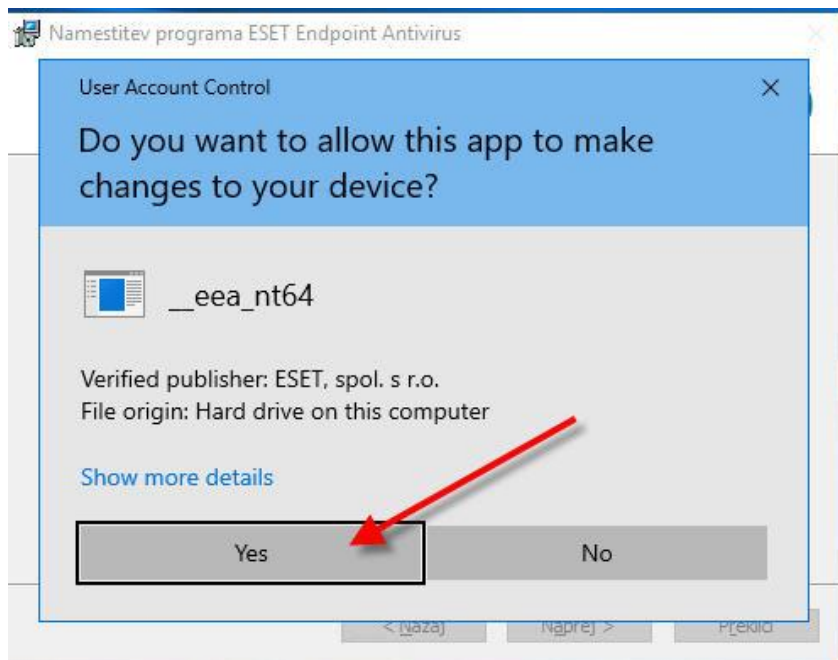 Namestitev programa ESET Endpoint Antivirus
User Account Control
Do you want to allow this app to make
changes to your device?
__eea_nt64
Verified publisher: ESET, spol. s r.o.
File origin: Hard drive on this computer
Show more details
Yes
No
< Nazaj
Naprej >
Prekliči